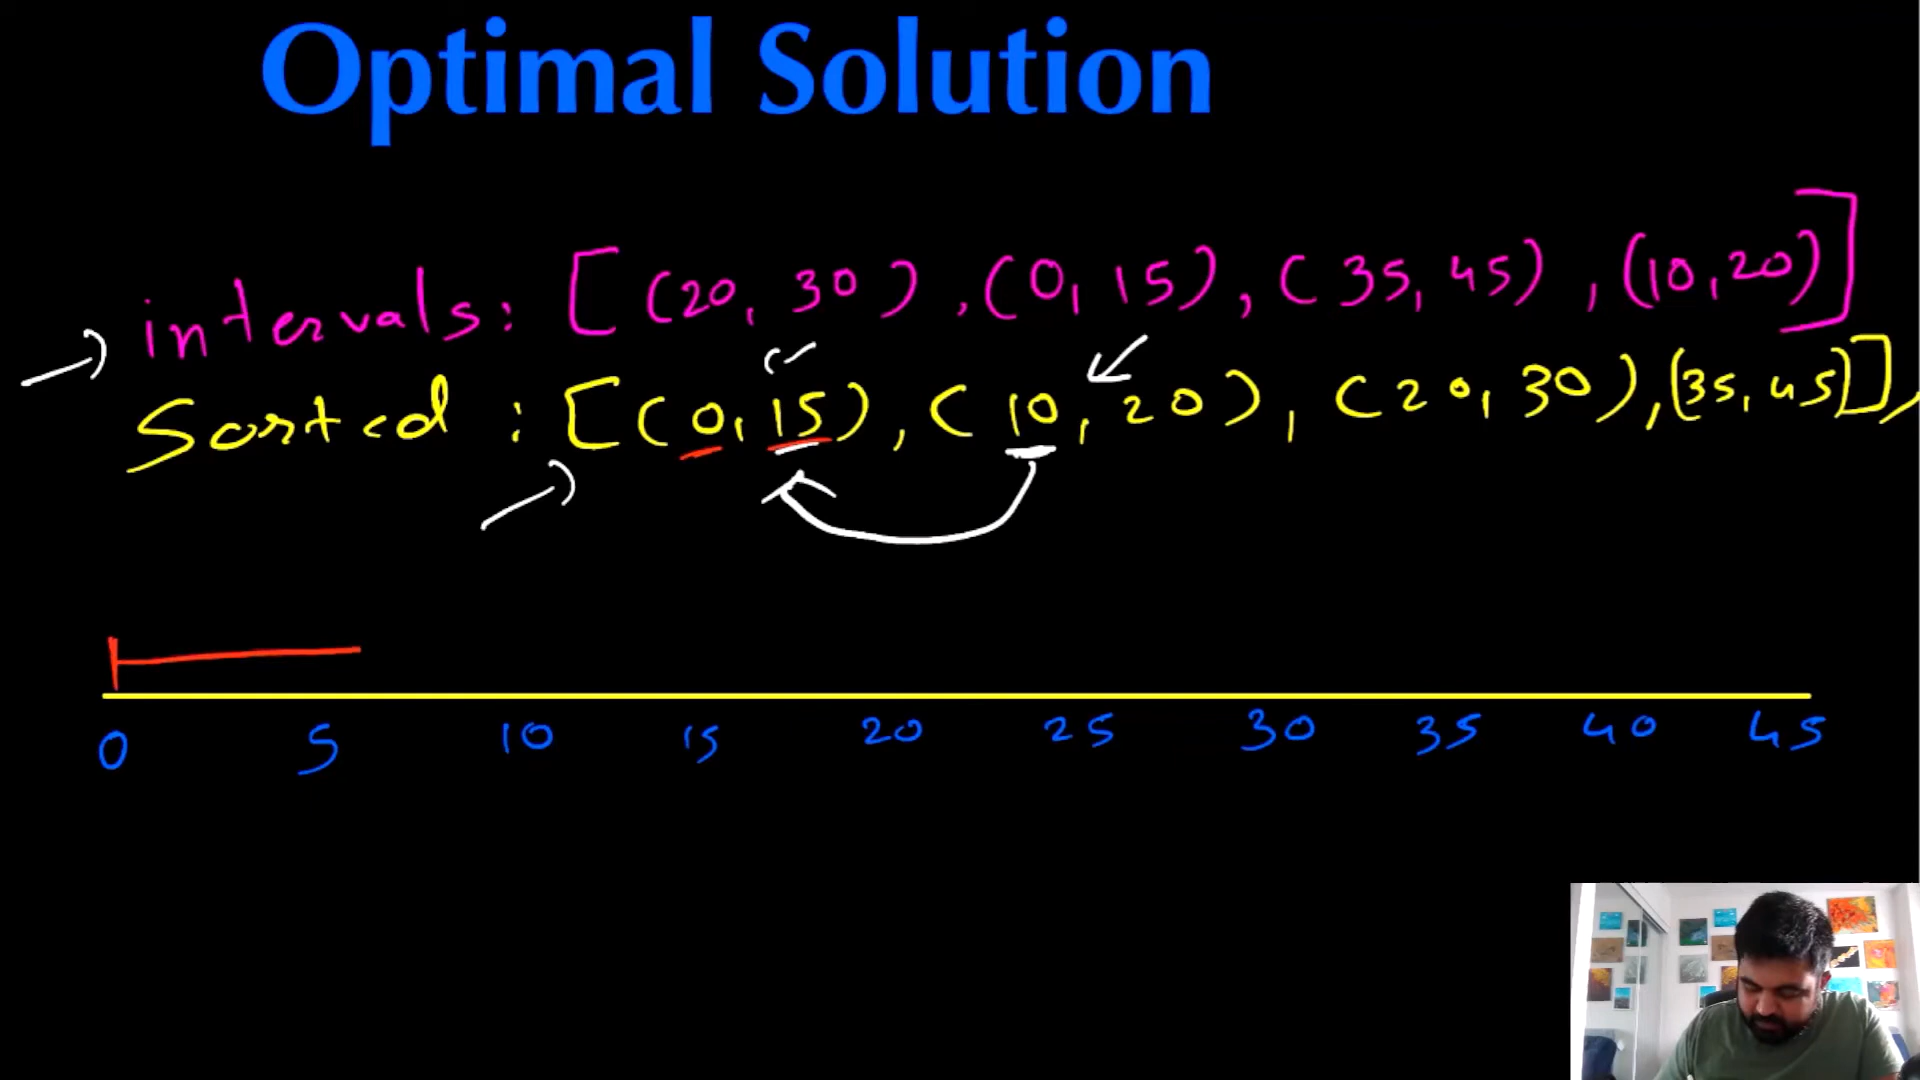 Optimal Solution
intervals: [(20, 30), (0, 15), (35, 45), (10, 20)]
Sorted: [(0, 15), (10, 20), (20, 30), (35, 45)],
0 5 10 15 20 25 30 35 40 45